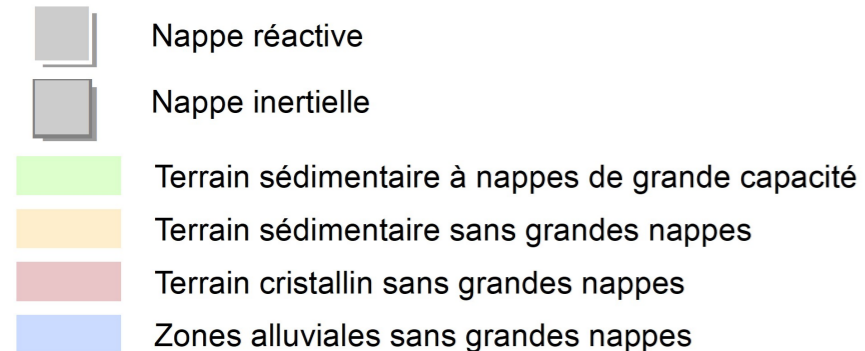 Nappe réactive
Nappe inertielle
Terrain sédimentaire à nappes de grande capacité
Terrain sédimentaire sans grandes nappes
Terrain cristallin sans grandes nappes
Zones alluviales sans grandes nappes